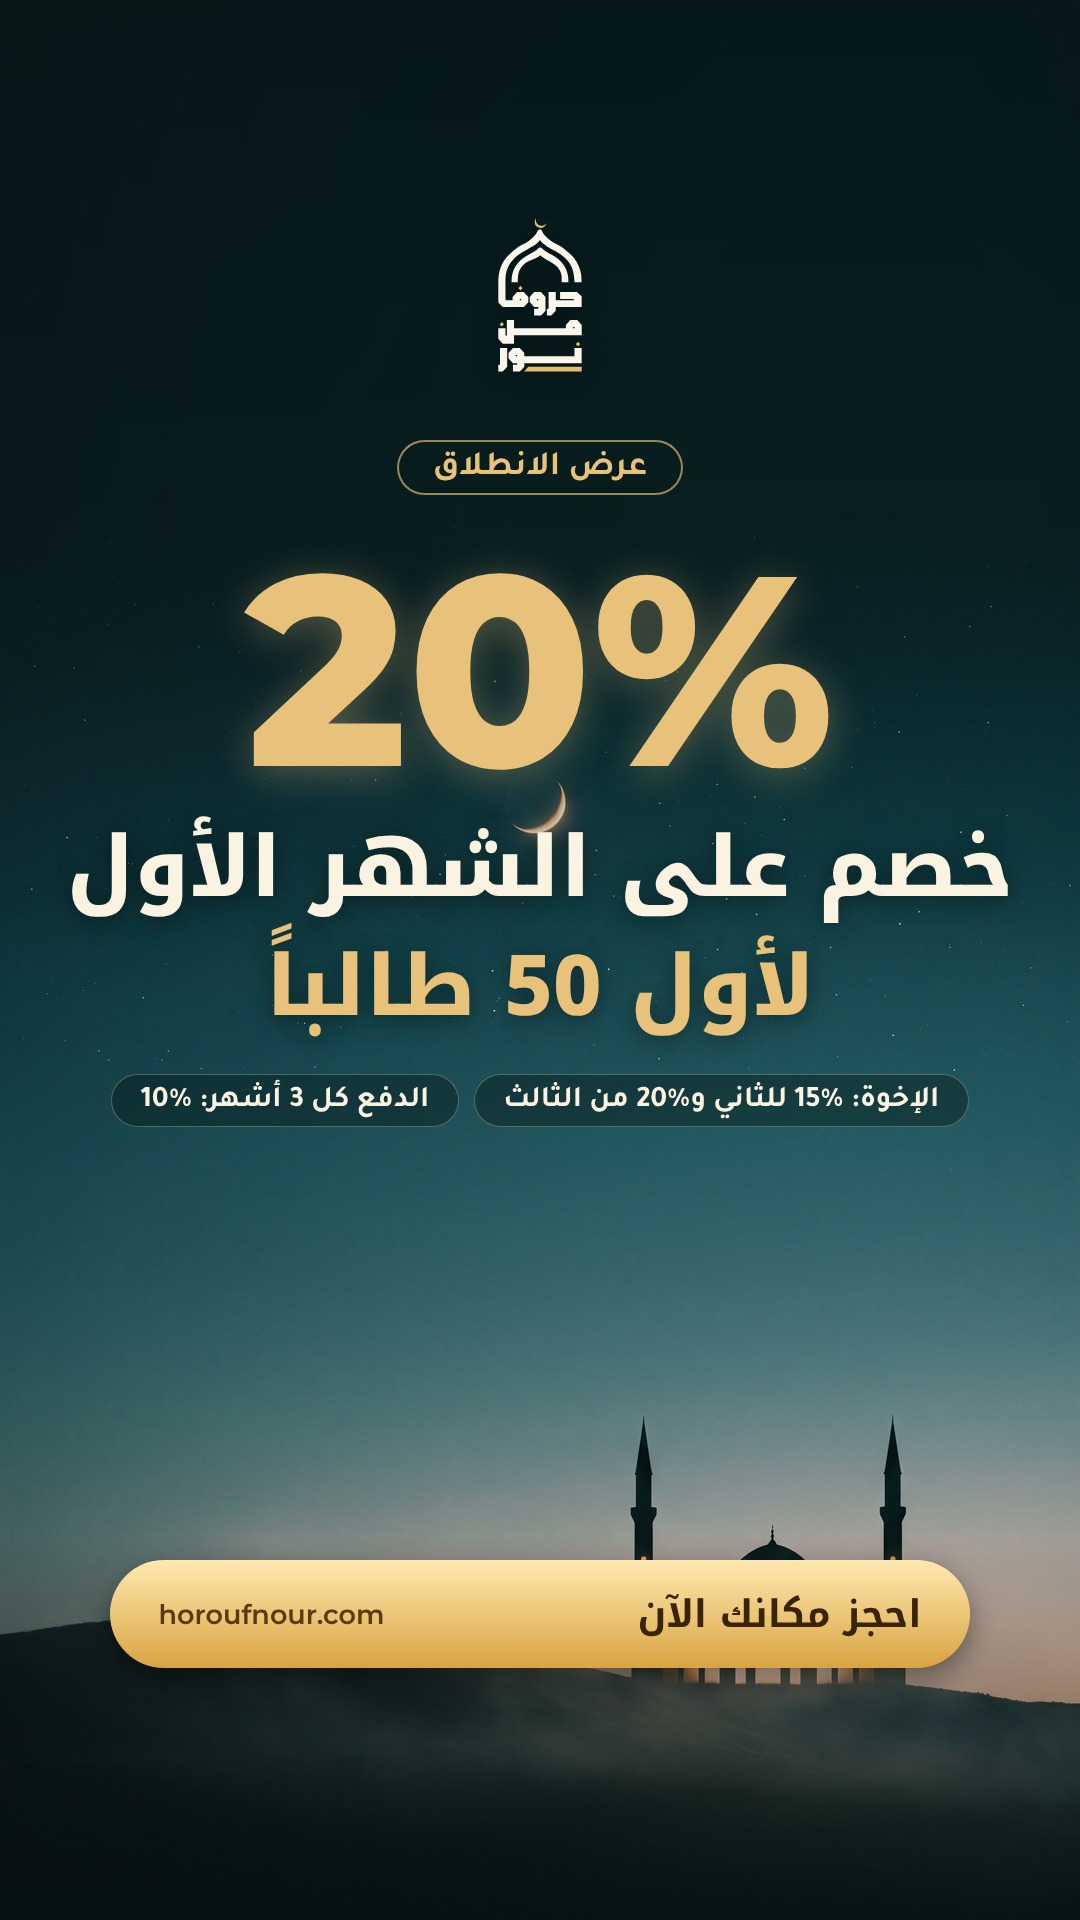 حروف
من
نور
عرض الانطلاق
20%
خصم على الشهر الأول
لأول 50 طالباً
الإخوة: 15% للثاني و20% من الثالث
الدفع كل 3 أشهر: 10%
احجز مكانك الآن
horoufnour.com